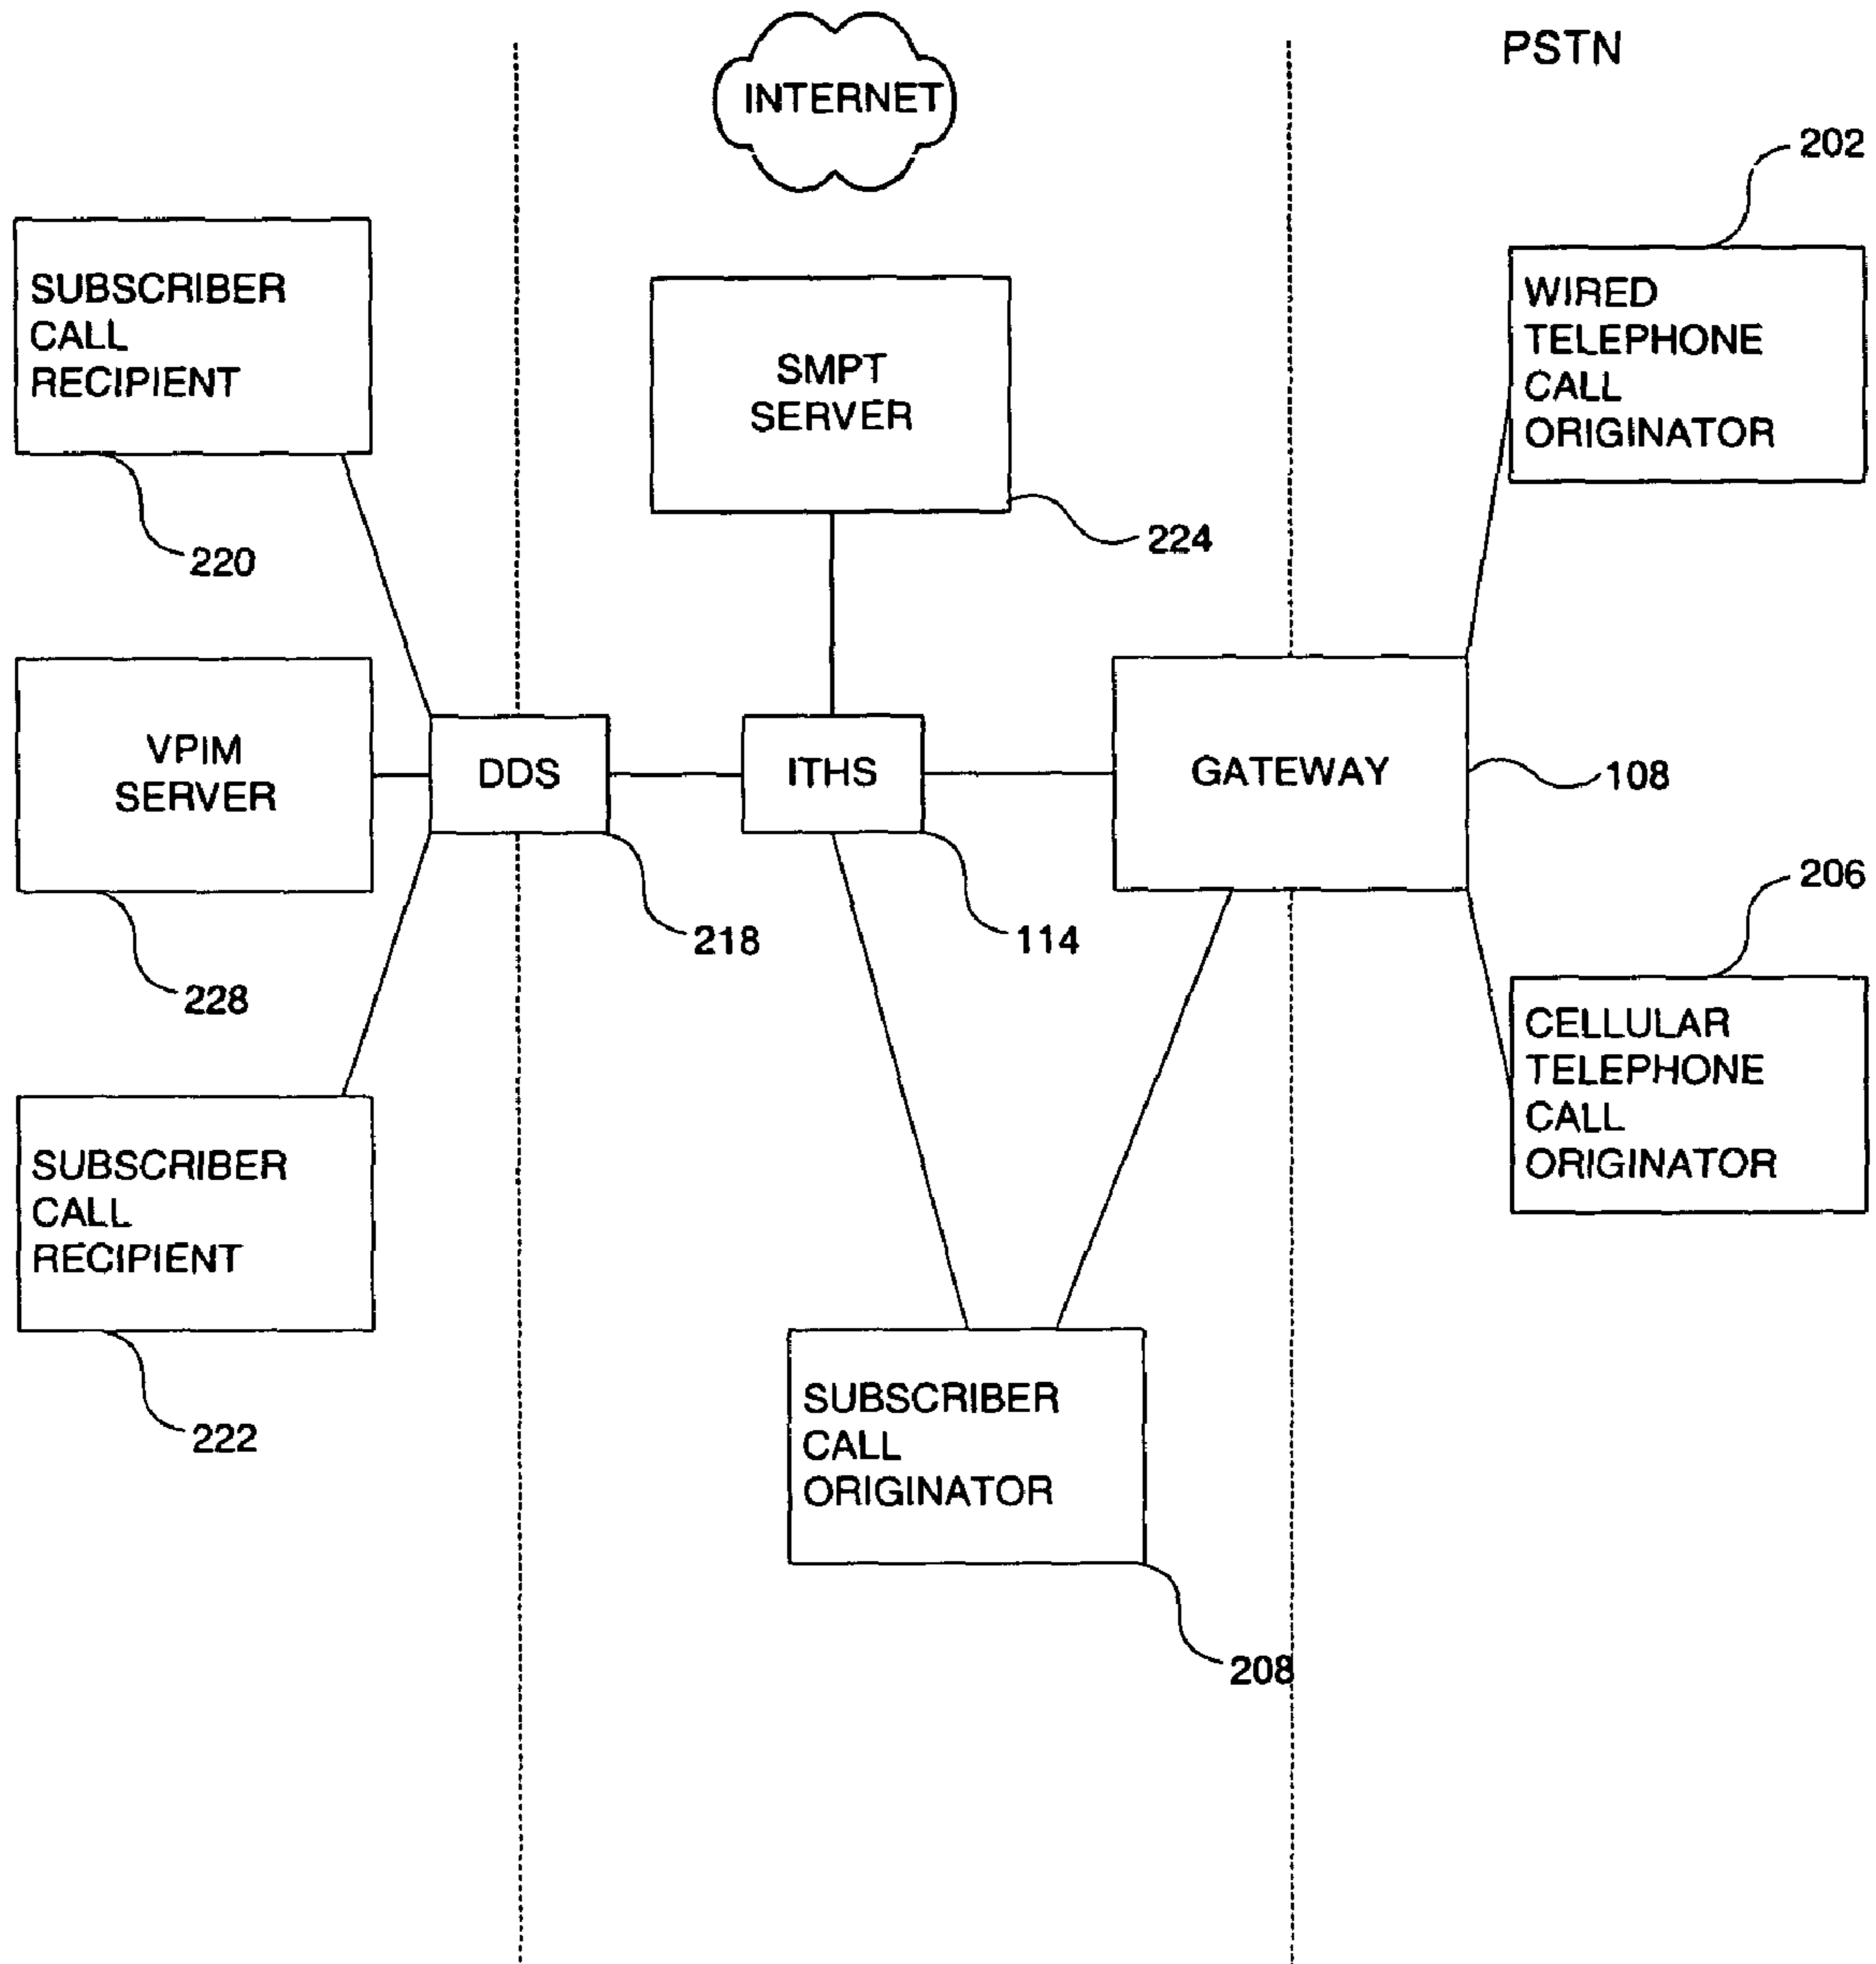 INTERNET
PSTN
202
SUBSCRIBER
CALL
RECIPIENT
220
SMPT
SERVER
224
WIRED
TELEPHONE
CALL
ORIGINATOR
VPIM
SERVER
228
DDS
218
ITHS
114
GATEWAY
108
206
CELLULAR
TELEPHONE
CALL
ORIGINATOR
SUBSCRIBER
CALL
RECIPIENT
222
SUBSCRIBER
CALL
ORIGINATOR
208